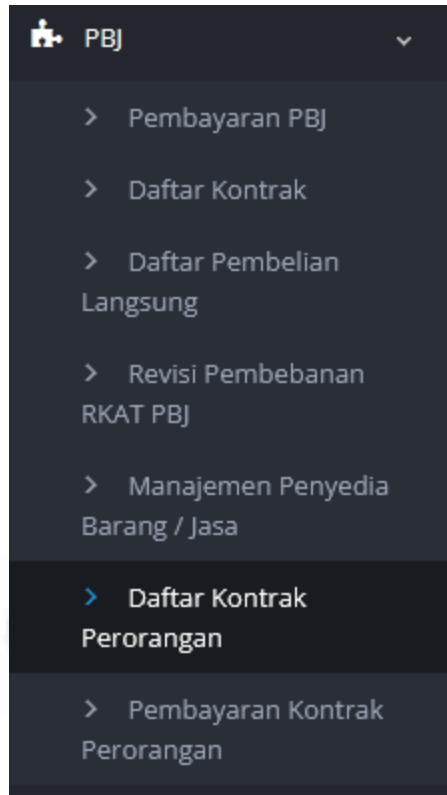 PBJ
Pembayaran PBJ
Daftar Kontrak
Daftar Pembelian
Langsung
Revisi Pembebanan
RKAT PBJ
Manajemen Penyedia
Barang / Jasa
Daftar Kontrak
Perorangan
Pembayaran Kontrak
Perorangan